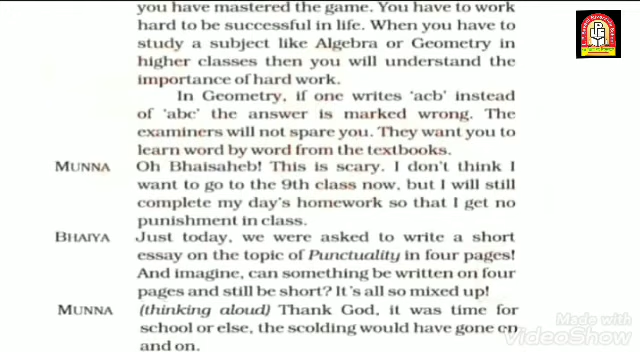 you have mastered the game. You have to work
hard to be successful in life. When you have to
study a subject like Algebra or Geometry in
higher classes then you will understand the
importance of hard work.
In Geometry, if one writes 'acb' instead
of 'abc' the answer is marked wrong. The
examiners will not spare you. They want you to
learn word by word from the textbooks.
MUNNA Oh Bhaisaheb! This is scary. I don't think I
want to go to the 9th class now, but I will still
complete my day's homework so that I get no
punishment in class.
BHAIYA Just today, we were asked to write a short
essay on the topic of Punctuality in four pages!
And imagine, can something be written on four
pages and still be short? It's all so mixed up!
MUNNA (thinking aloud) Thank God, it was time for
school or else, the scolding would have gone on
and on.
Made with
VideoShow